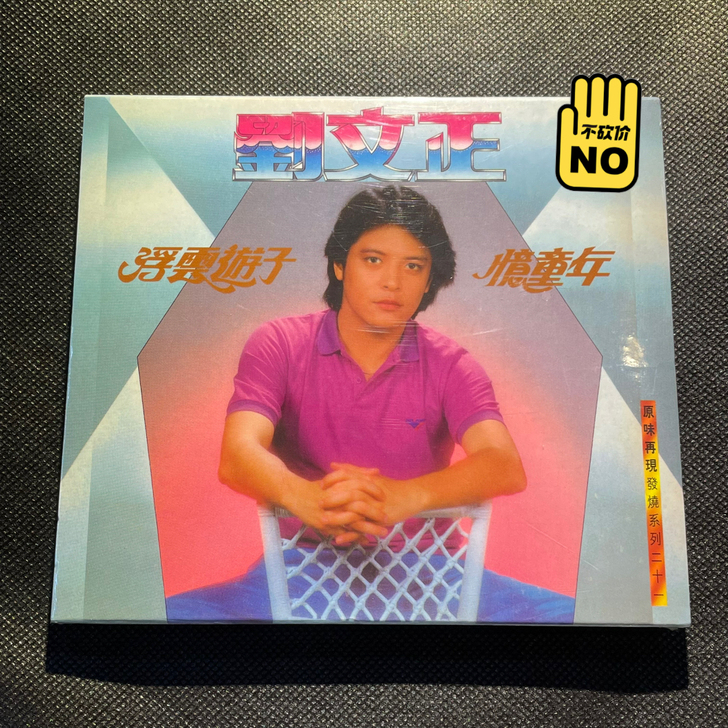 劉文正
不砍价
NO
浮雲遊子
憶童年
原味再現發燒系列二十一